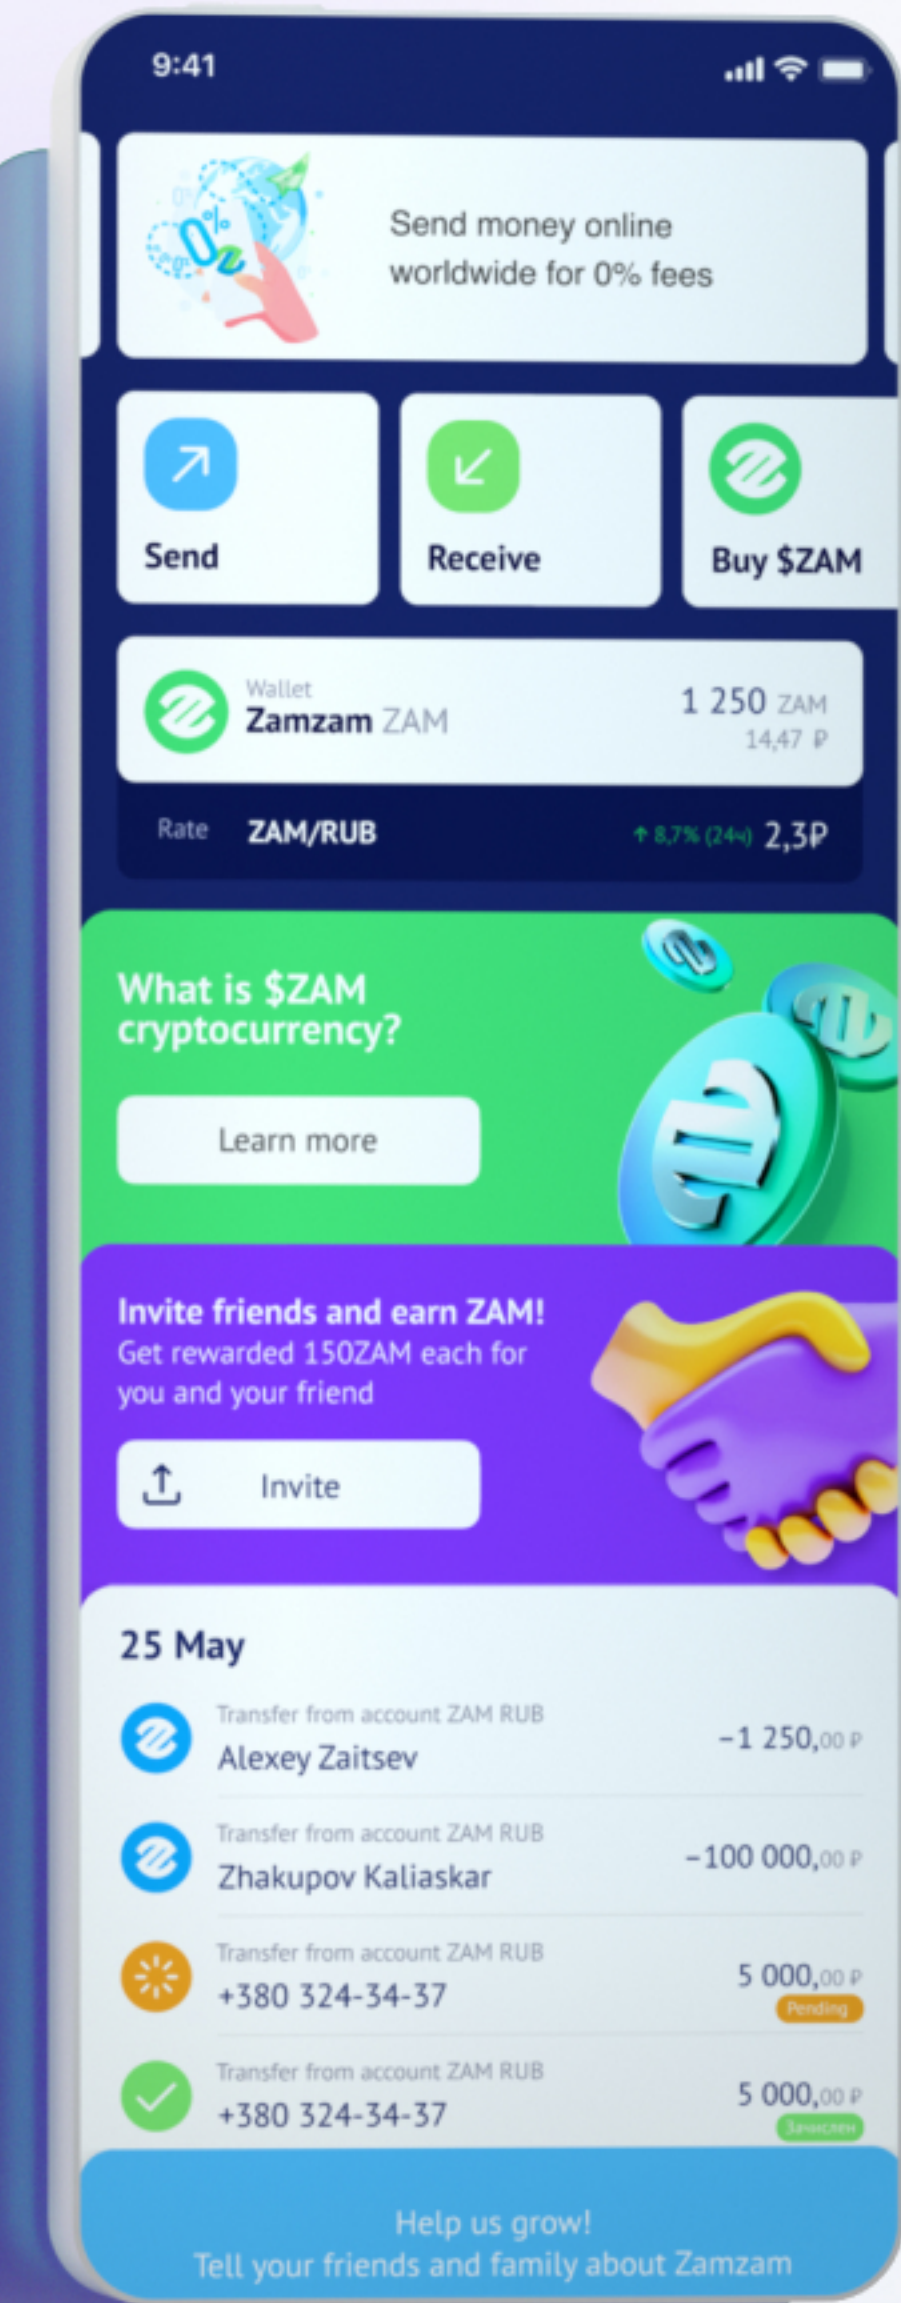 9:41
Send money online
worldwide for 0% fees
0%
Send
Receive
Buy $ZAM
Wallet
Zamzam ZAM
1 250 ZAM
14,47 ₽
Rate ZAM/RUB ↑ 8,7% (24ч) 2,3₽
What is $ZAM
cryptocurrency?
Learn more
Invite friends and earn ZAM!
Get rewarded 150ZAM each for
you and your friend
Invite
25 May
Transfer from account ZAM RUB
Alexey Zaitsev
–1 250,00 ₽
Transfer from account ZAM RUB
Zhakupov Kaliaskar
–100 000,00 ₽
Transfer from account ZAM RUB
+380 324-34-37
5 000,00 ₽
Pending
Transfer from account ZAM RUB
+380 324-34-37
5 000,00 ₽
Зачислен
Help us grow!
Tell your friends and family about Zamzam